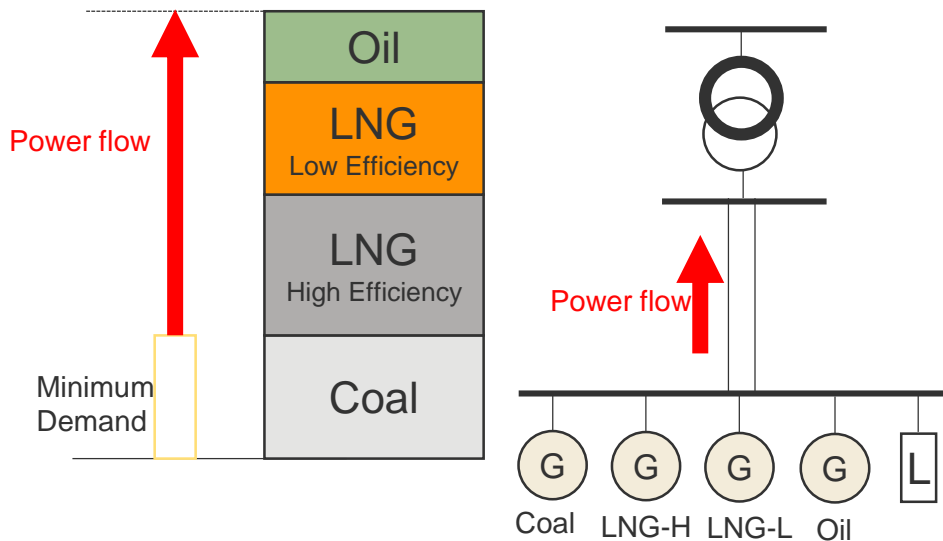 Oil
LNG
Low Efficiency
LNG
High Efficiency
Coal
Power flow
Minimum
Demand
Power flow
G
G
G
G
L
Coal
LNG-H
LNG-L
Oil